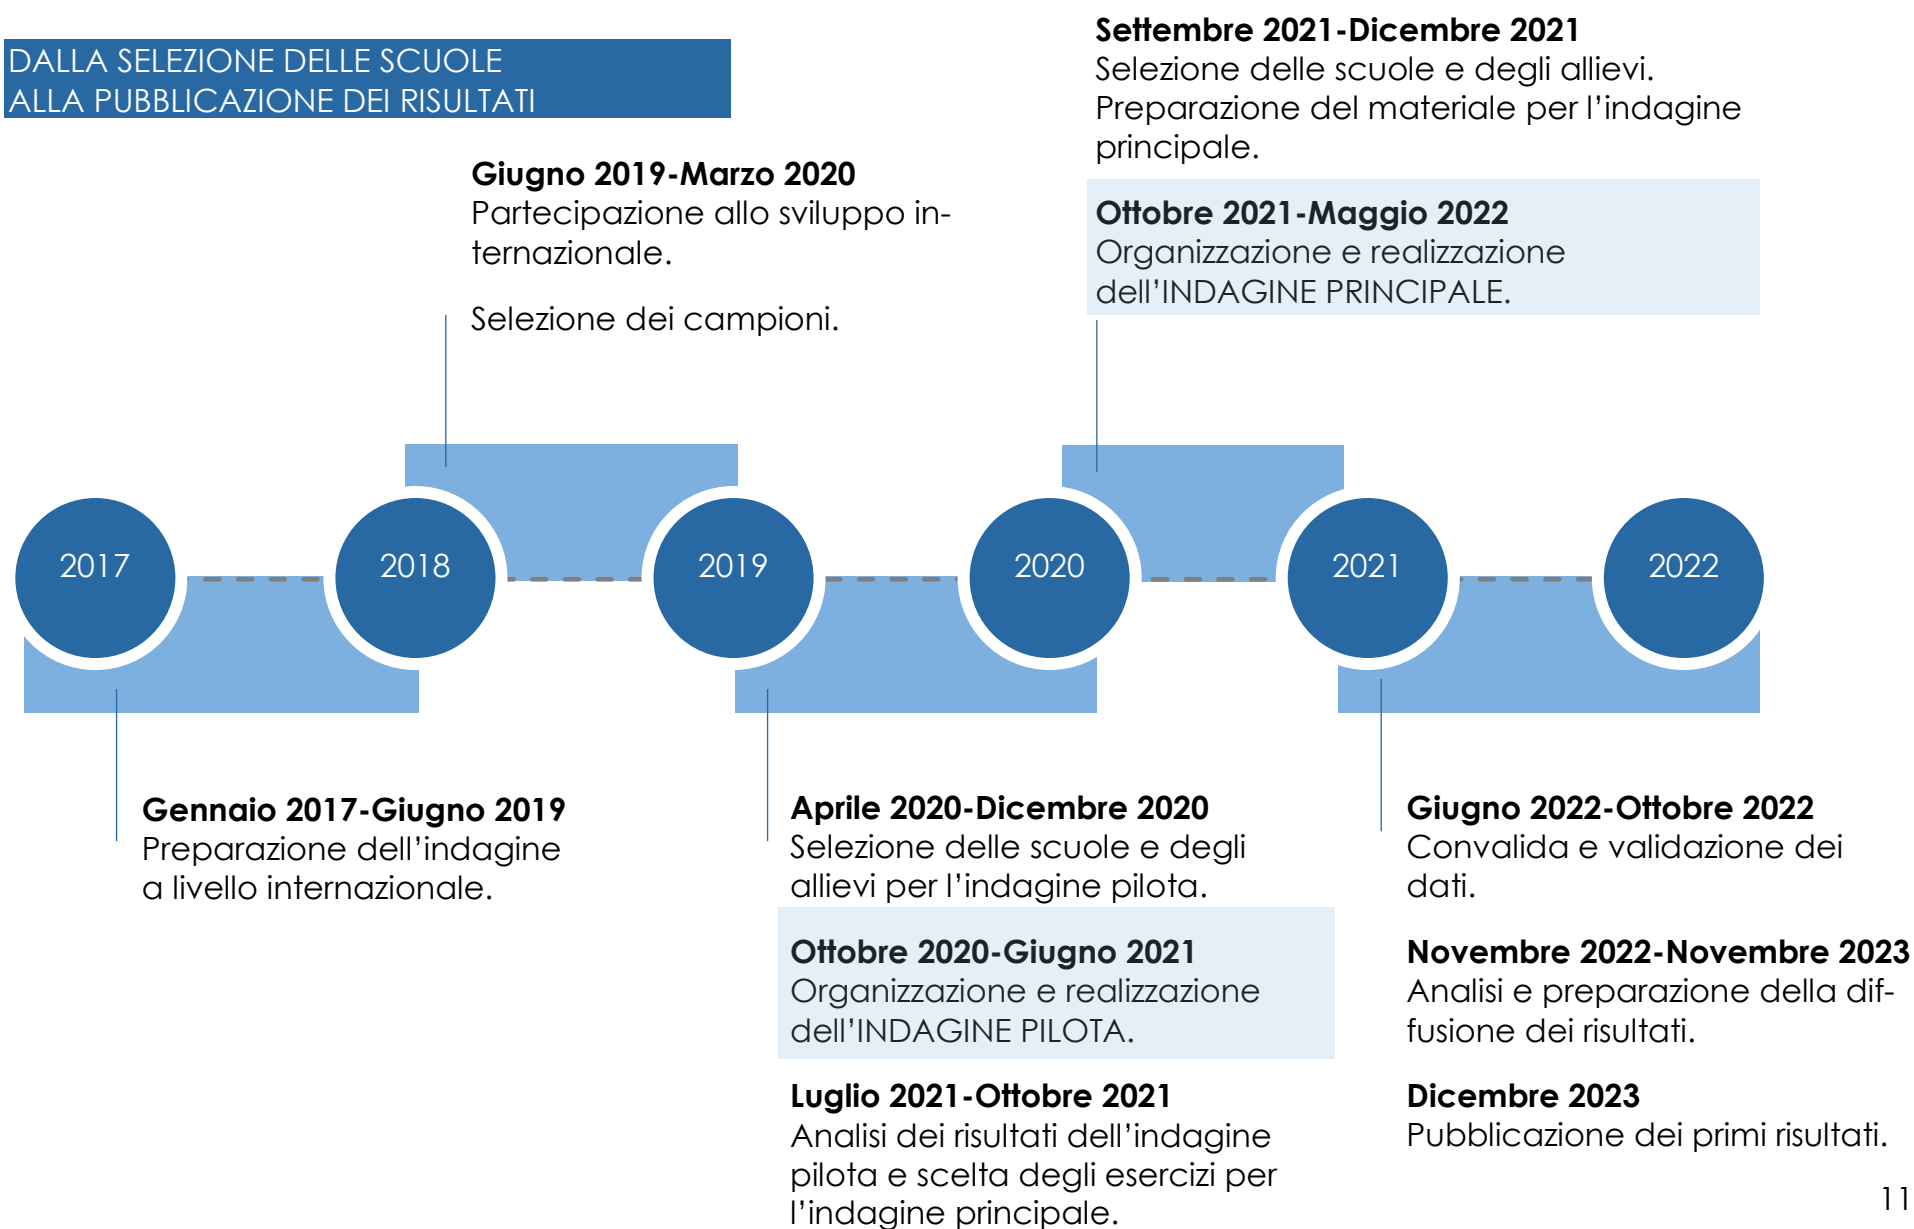 DALLA SELEZIONE DELLE SCUOLE
ALLA PUBBLICAZIONE DEI RISULTATI
Giugno 2019-Marzo 2020
Partecipazione allo sviluppo in-
ternazionale.
Selezione dei campioni.
Settembre 2021-Dicembre 2021
Selezione delle scuole e degli allievi.
Preparazione del materiale per l’indagine
principale.
Ottobre 2021-Maggio 2022
Organizzazione e realizzazione
dell’INDAGINE PRINCIPALE.
2017
2018
2019
2020
2021
2022
Gennaio 2017-Giugno 2019
Preparazione dell’indagine
a livello internazionale.
Aprile 2020-Dicembre 2020
Selezione delle scuole e degli
allievi per l’indagine pilota.
Ottobre 2020-Giugno 2021
Organizzazione e realizzazione
dell’INDAGINE PILOTA.
Luglio 2021-Ottobre 2021
Analisi dei risultati dell’indagine
pilota e scelta degli esercizi per
l’indagine principale.
Giugno 2022-Ottobre 2022
Convalida e validazione dei
dati.
Novembre 2022-Novembre 2023
Analisi e preparazione della dif-
fusione dei risultati.
Dicembre 2023
Pubblicazione dei primi risultati.
11